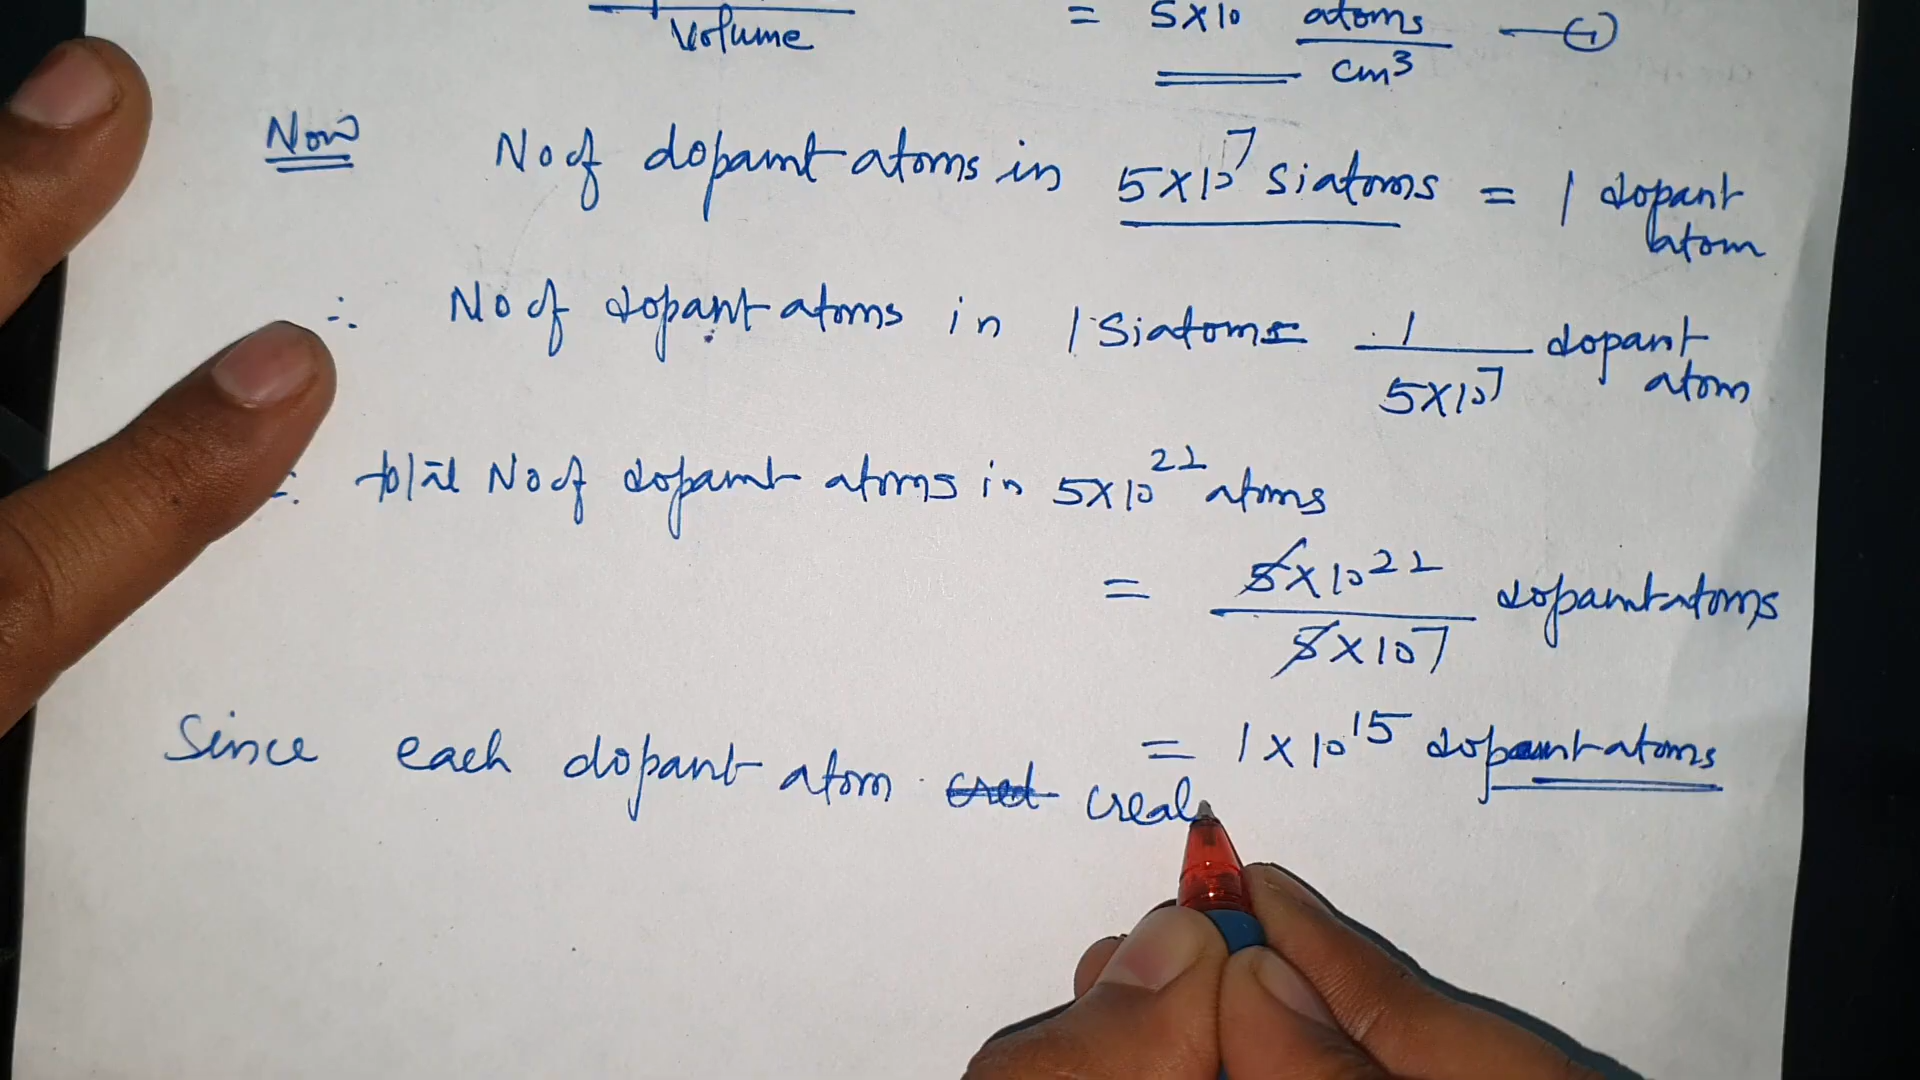 Volume = 5x10 atoms —(1)
cm³
Now No of dopant atoms in 5x10⁷ Si atoms = 1 dopant
atom
∴ No of dopant atoms in 1 Si atoms = 1 dopant
5x10⁷ atom
∴ total No of dopant atoms in 5x10²² atoms
= 5x10²² dopant atoms
5x10⁷
= 1x10¹⁵ dopant atoms
Since each dopant atom